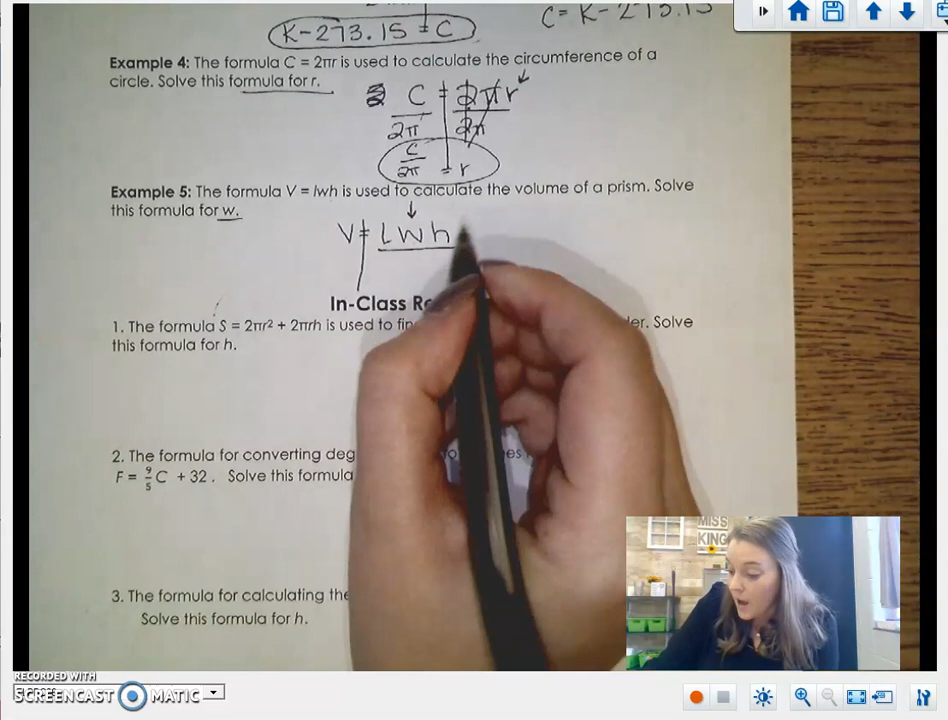 K-273.15 = C
C = K - 273.15
Example 4: The formula C = 2πr is used to calculate the circumference of a
circle. Solve this formula for r.
C = 2πr
2π 2π
C
2π = r
Example 5: The formula V = lwh is used to calculate the volume of a prism. Solve
this formula for w.
V = L W h
In-Class Re
1. The formula S = 2πr2 + 2πrh is used to fin der. Solve
this formula for h.
2. The formula for converting deg
F = 9/5 C + 32 . Solve this formula
3. The formula for calculating the
Solve this formula for h.
MISS
KING
RECORDED WITH
SCREENCAST MATIC